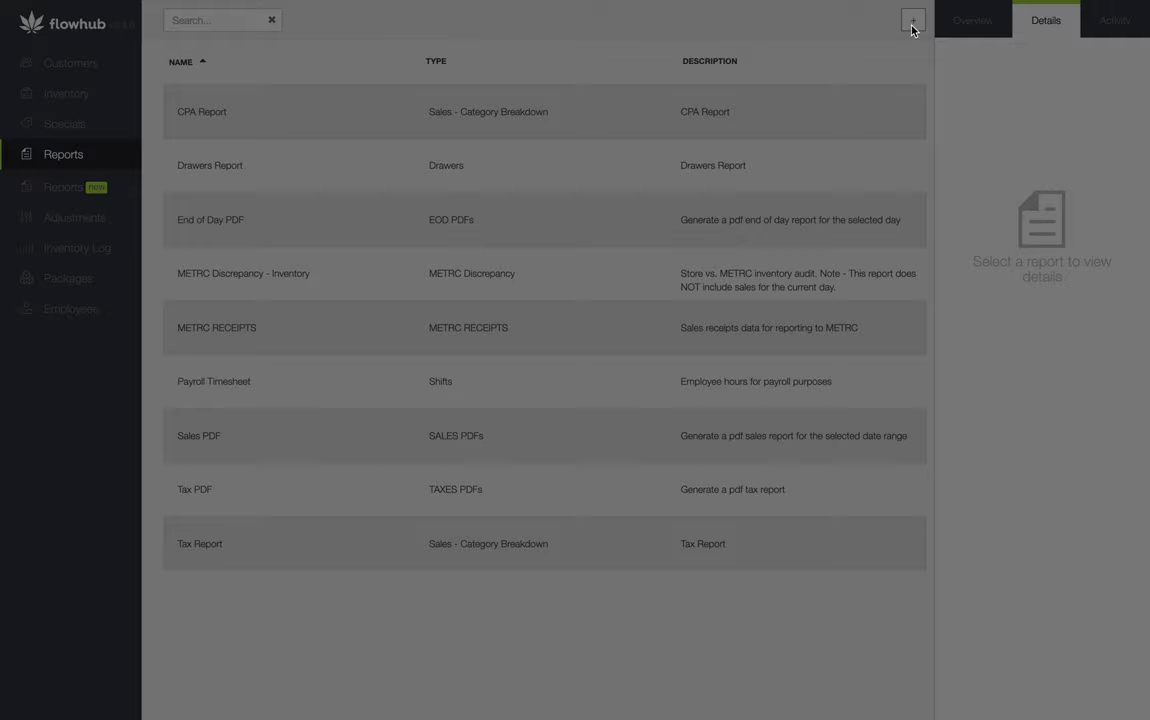 flowhub
Customers
Inventory
Specials
Reports
Reports new
Adjustments
Inventory Log
Packages
Employees
Search...
+
NAME TYPE DESCRIPTION
CPA Report Sales - Category Breakdown CPA Report
Drawers Report Drawers Drawers Report
End of Day PDF EOD PDFs Generate a pdf end of day report for the selected day
METRC Discrepancy - Inventory METRC Discrepancy Store vs. METRC inventory audit. Note - This report does
NOT include sales for the current day.
METRC RECEIPTS METRC RECEIPTS Sales receipts data for reporting to METRC
Payroll Timesheet Shifts Employee hours for payroll purposes
Sales PDF SALES PDFs Generate a pdf sales report for the selected date range
Tax PDF TAXES PDFs Generate a pdf tax report
Tax Report Sales - Category Breakdown Tax Report
Overview Details Activity
Select a report to view
details